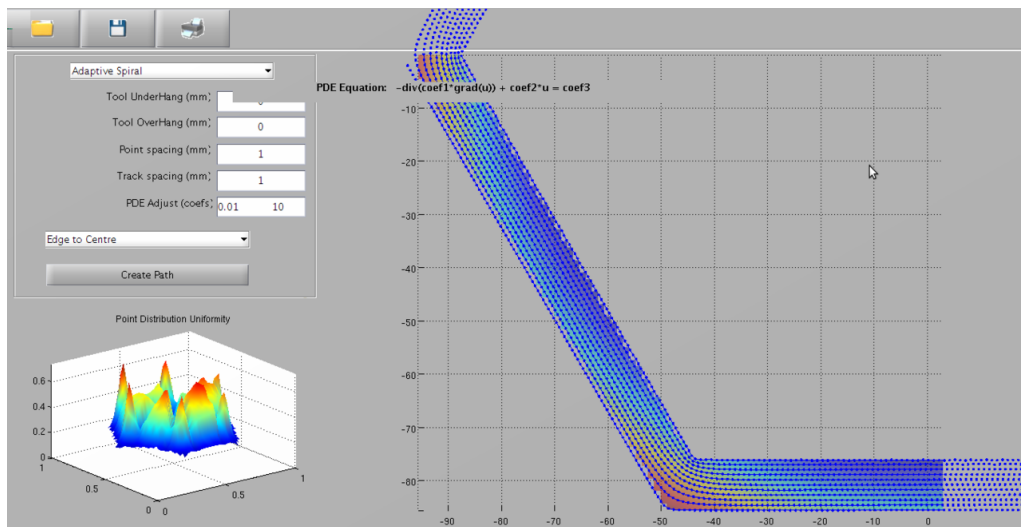 Adaptive Spiral
Tool UnderHang (mm;
Tool OverHang (mm; 0
Point spacing (mm; 1
Track spacing (mm; 1
PDE Adjust (coefs; 0.01 10
Edge to Centre
Create Path
Point Distribution Uniformity
0.6
0.4
0.2
0
1
0.5
0
0
0.5
1
PDE Equation: -div(coef1*grad(u)) + coef2*u = coef3
-10
-20
-30
-40
-50
-60
-70
-80
-90 -80 -70 -60 -50 -40 -30 -20 -10 0